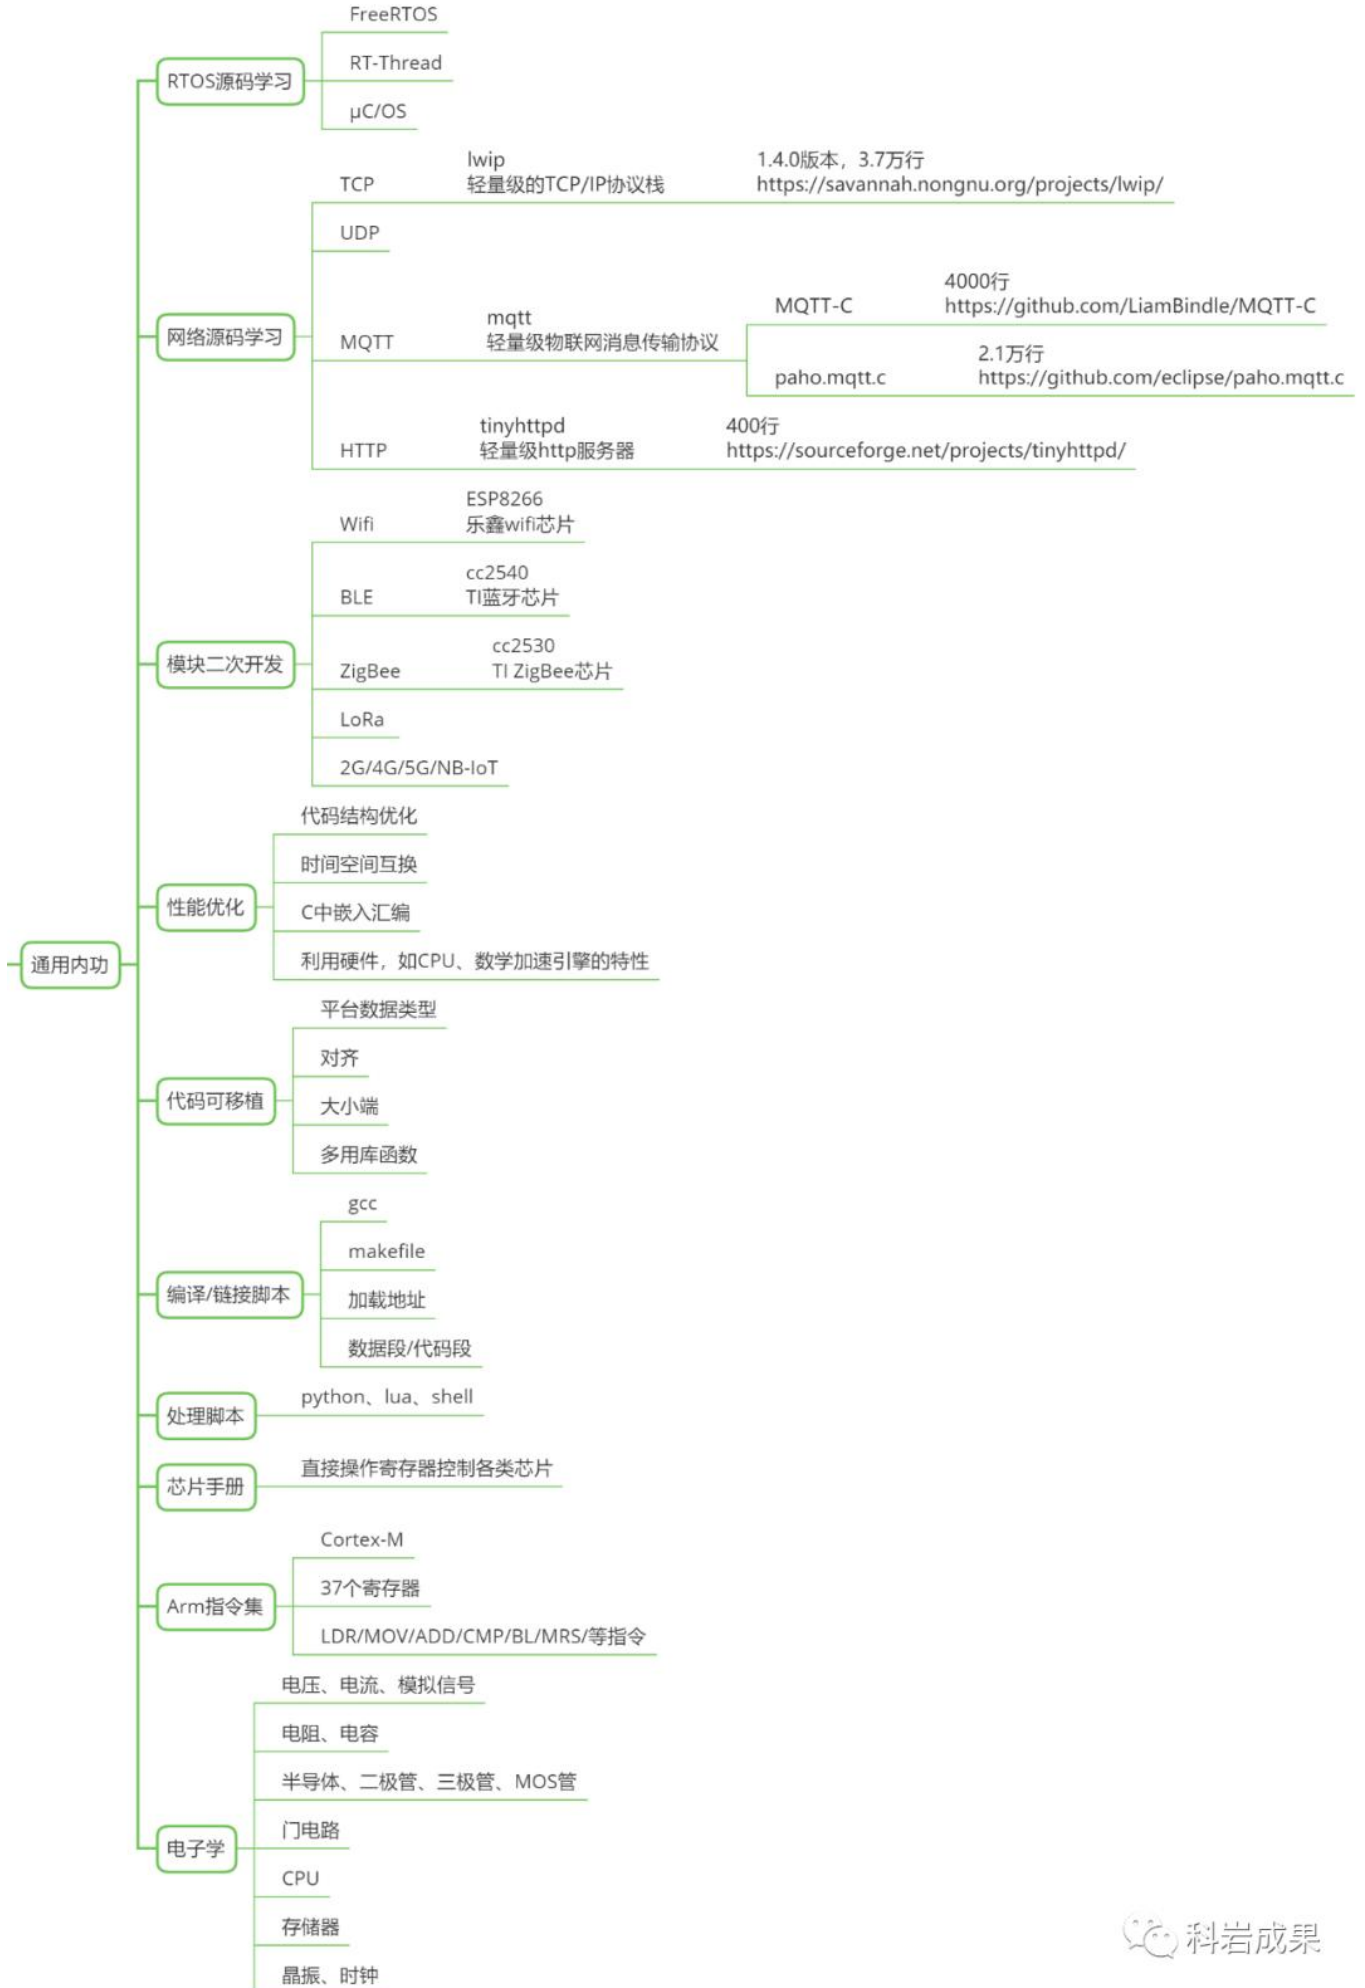 FreeRTOS
RTOS源码学习
RT-Thread
μC/OS
lwip
轻量级的TCP/IP协议栈
TCP
1.4.0版本，3.7万行
https://savannah.nongnu.org/projects/lwip/
UDP
网络源码学习
MQTT
mqtt
轻量级物联网消息传输协议
MQTT-C
4000行
https://github.com/LiamBindle/MQTT-C
paho.mqtt.c
2.1万行
https://github.com/eclipse/paho.mqtt.c
HTTP
tinyhttpd
轻量级http服务器
400行
https://sourceforge.net/projects/tinyhttpd/
模块二次开发
Wifi
ESP8266
乐鑫wifi芯片
BLE
cc2540
TI蓝牙芯片
ZigBee
cc2530
TI ZigBee芯片
LoRa
2G/4G/5G/NB-IoT
性能优化
代码结构优化
时间空间互换
C中嵌入汇编
利用硬件，如CPU、数学加速引擎的特性
通用内功
代码可移植
平台数据类型
对齐
大小端
多用库函数
编译/链接脚本
gcc
makefile
加载地址
数据段/代码段
处理脚本
python、lua、shell
芯片手册
直接操作寄存器控制各类芯片
Arm指令集
Cortex-M
37个寄存器
LDR/MOV/ADD/CMP/BL/MRS/等指令
电子学
电压、电流、模拟信号
电阻、电容
半导体、二极管、三极管、MOS管
门电路
CPU
存储器
晶振、时钟
科岩成果